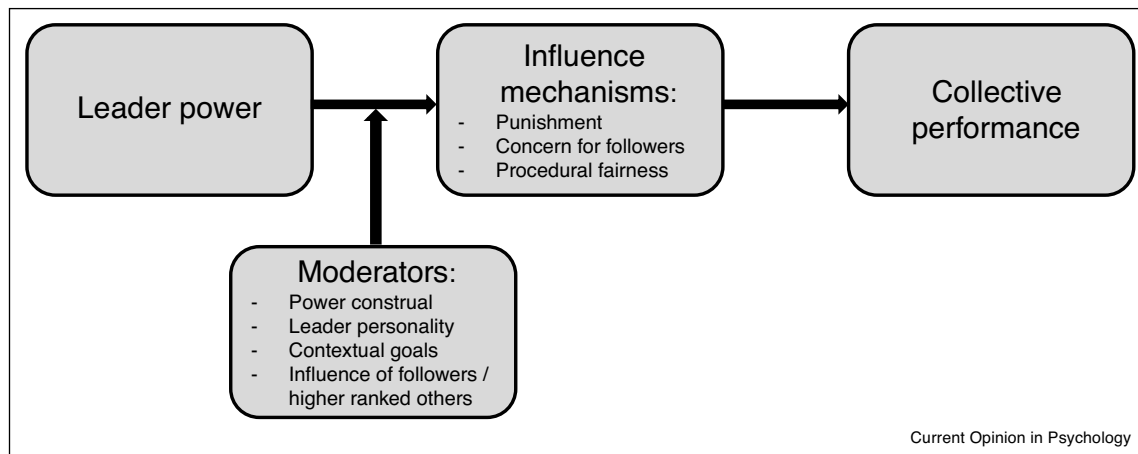 Leader power
Influence
mechanisms:
- Punishment
- Concern for followers
- Procedural fairness
Collective
performance
Moderators:
- Power construal
- Leader personality
- Contextual goals
- Influence of followers /
higher ranked others
Current Opinion in Psychology